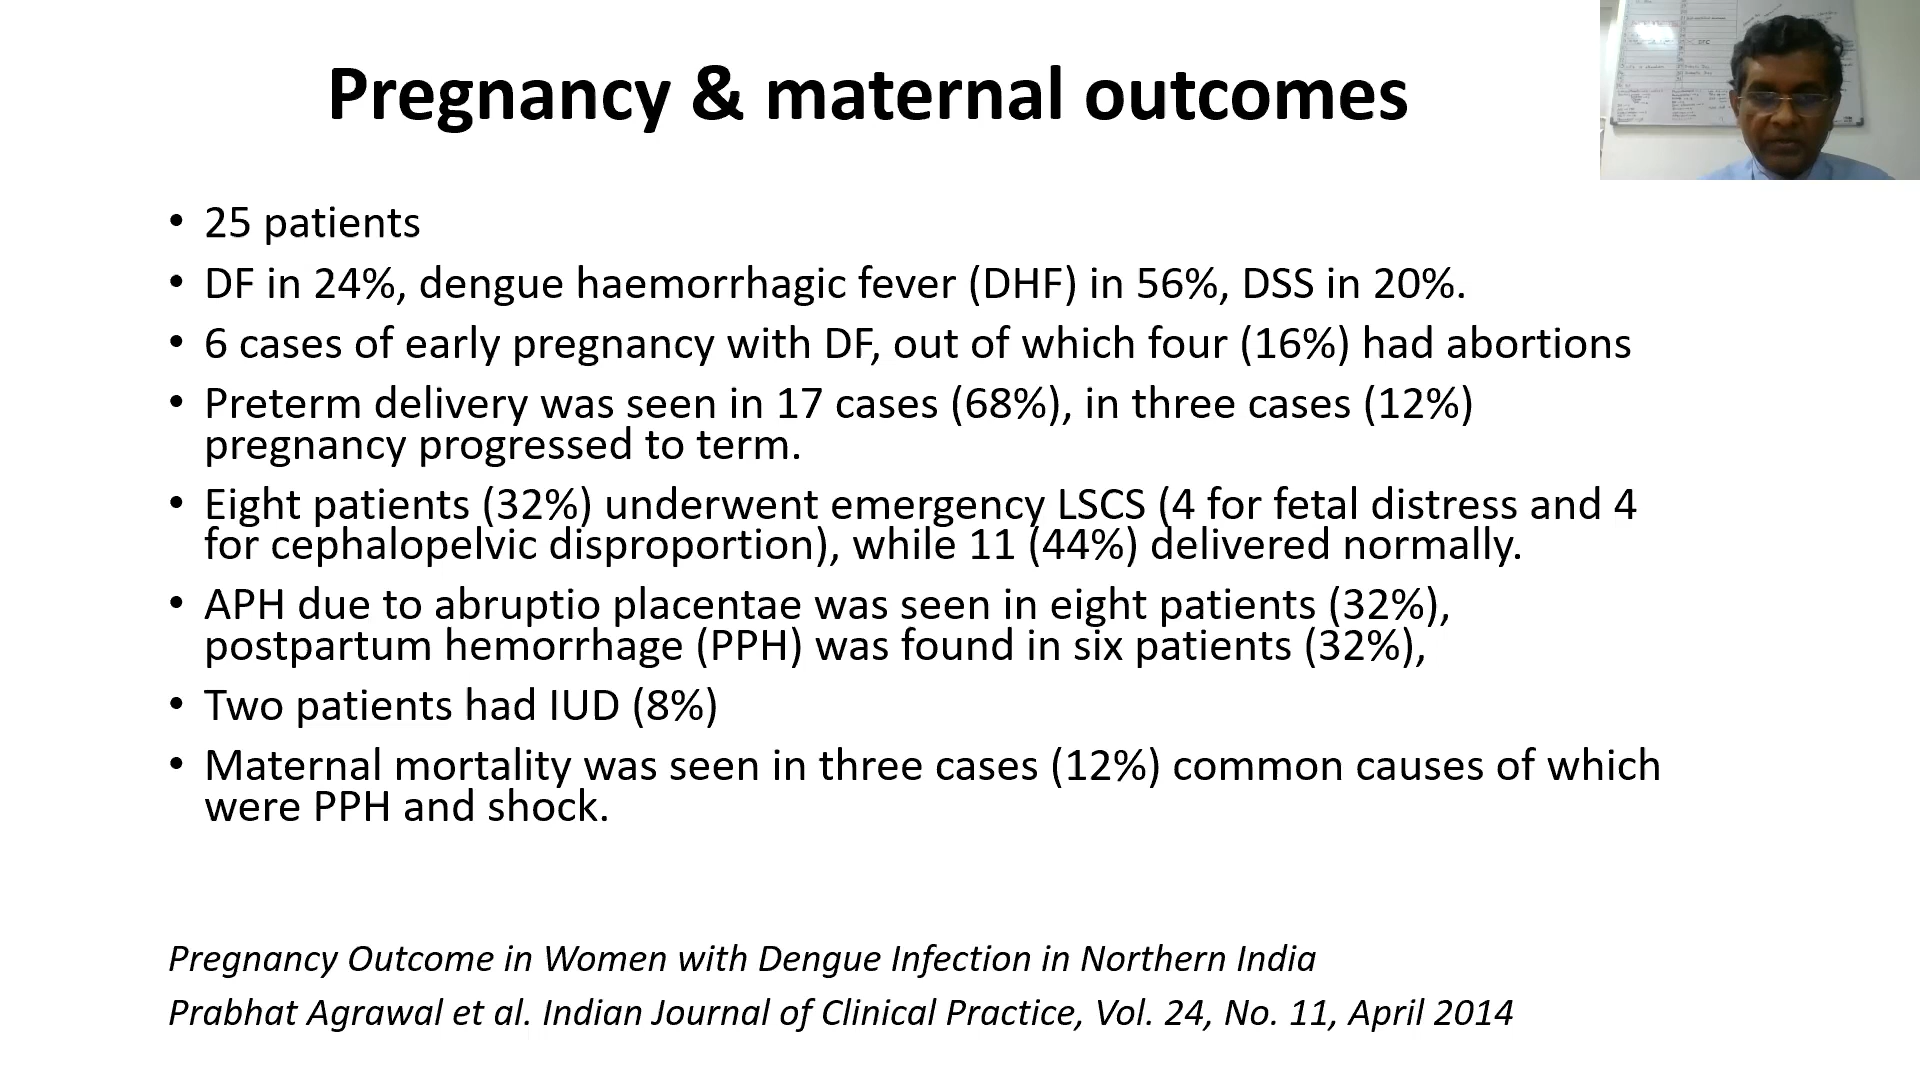 Pregnancy & maternal outcomes
• 25 patients
• DF in 24%, dengue haemorrhagic fever (DHF) in 56%, DSS in 20%.
• 6 cases of early pregnancy with DF, out of which four (16%) had abortions
• Preterm delivery was seen in 17 cases (68%), in three cases (12%)
pregnancy progressed to term.
• Eight patients (32%) underwent emergency LSCS (4 for fetal distress and 4
for cephalopelvic disproportion), while 11 (44%) delivered normally.
• APH due to abruptio placentae was seen in eight patients (32%),
postpartum hemorrhage (PPH) was found in six patients (32%),
• Two patients had IUD (8%)
• Maternal mortality was seen in three cases (12%) common causes of which
were PPH and shock.
Pregnancy Outcome in Women with Dengue Infection in Northern India
Prabhat Agrawal et al. Indian Journal of Clinical Practice, Vol. 24, No. 11, April 2014